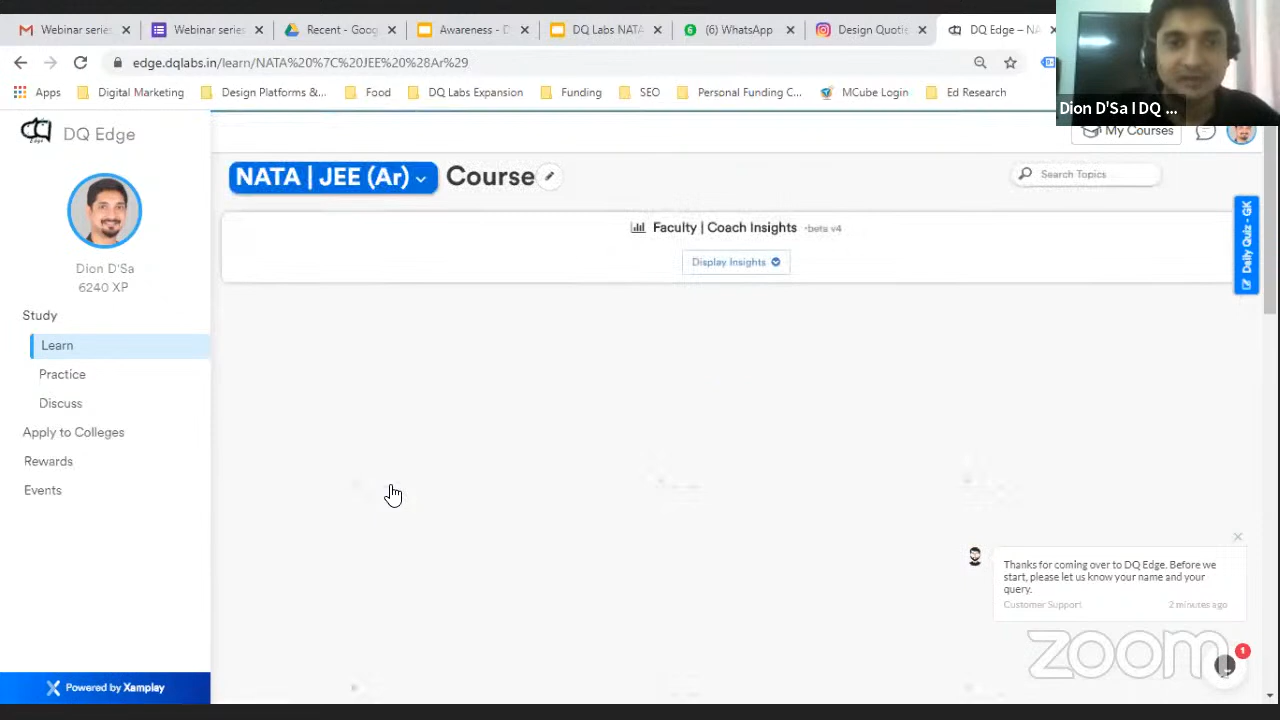 Webinar serie:
Webinar serie:
Recent - Goog
Awareness - D
DQ Labs NATA
(6) WhatsApp
Design Quotie
DQ Edge – NA
edge.dqlabs.in/learn/NATA%20%7C%20JEE%20%28Ar%29
Apps
Digital Marketing
Design Platforms &...
Food
DQ Labs Expansion
Funding
SEO
Personal Funding C...
MCube Login
Ed Research
Dion D'Sa I DQ ...
DQ Edge
My Courses
NATA | JEE (Ar) Course
Search Topics
Faculty | Coach Insights -beta v4
Display Insights
Daily Quiz - GK
Dion D'Sa
6240 XP
Study
Learn
Practice
Discuss
Apply to Colleges
Rewards
Events
Thanks for coming over to DQ Edge. Before we
start, please let us know your name and your
query.
Customer Support 2 minutes ago
zoom
1
Powered by Xamplay